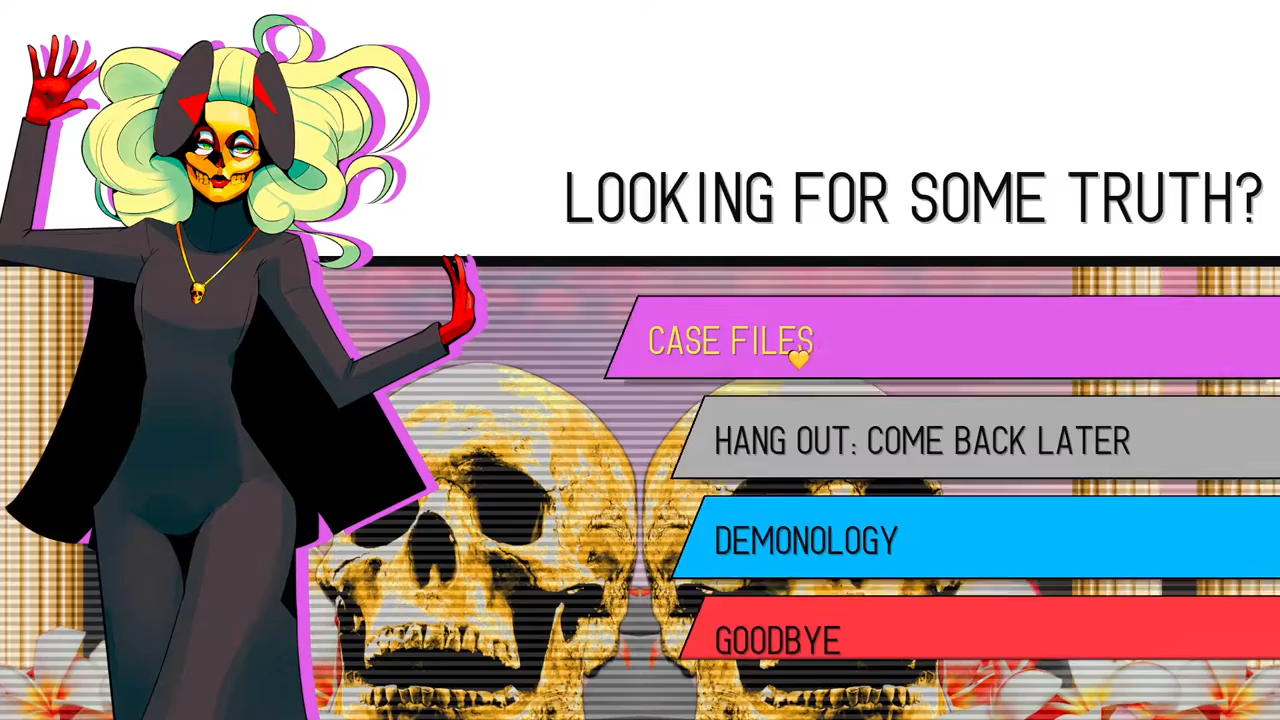 LOOKING FOR SOME TRUTH?
CASE FILES
HANG OUT: COME BACK LATER
DEMONOLOGY
GOODBYE